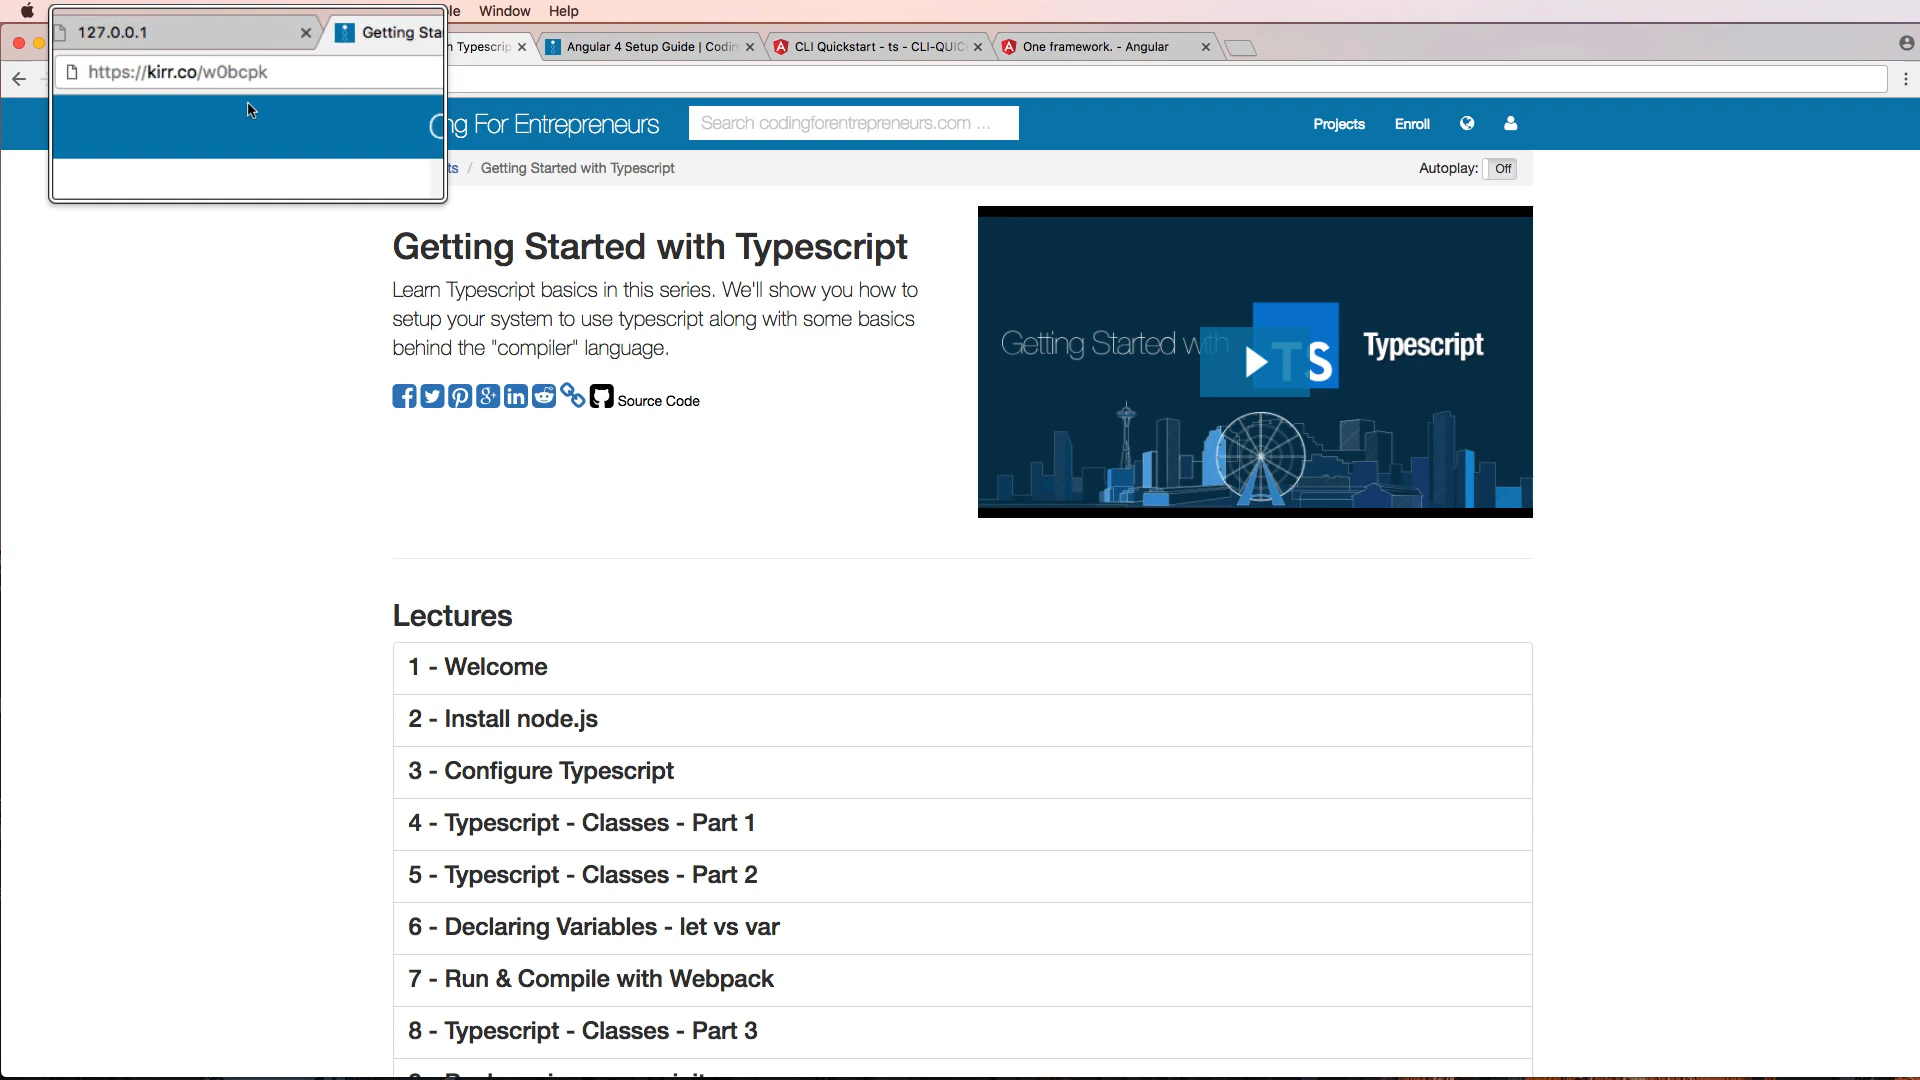 le Window Help
127.0.0.1 Getting Sta
Typescrip Angular 4 Setup Guide | Codin CLI Quickstart - ts - CLI-QUIC One framework. - Angular
https://kirr.co/w0bcpk
ng For Entrepreneurs Search codingforentrepreneurs.com ... Projects Enroll
ts / Getting Started with Typescript Autoplay: Off
Getting Started with Typescript
Learn Typescript basics in this series. We'll show you how to
setup your system to use typescript along with some basics
behind the "compiler" language.
Source Code
Getting Started with TS Typescript
Lectures
1 - Welcome
2 - Install node.js
3 - Configure Typescript
4 - Typescript - Classes - Part 1
5 - Typescript - Classes - Part 2
6 - Declaring Variables - let vs var
7 - Run & Compile with Webpack
8 - Typescript - Classes - Part 3